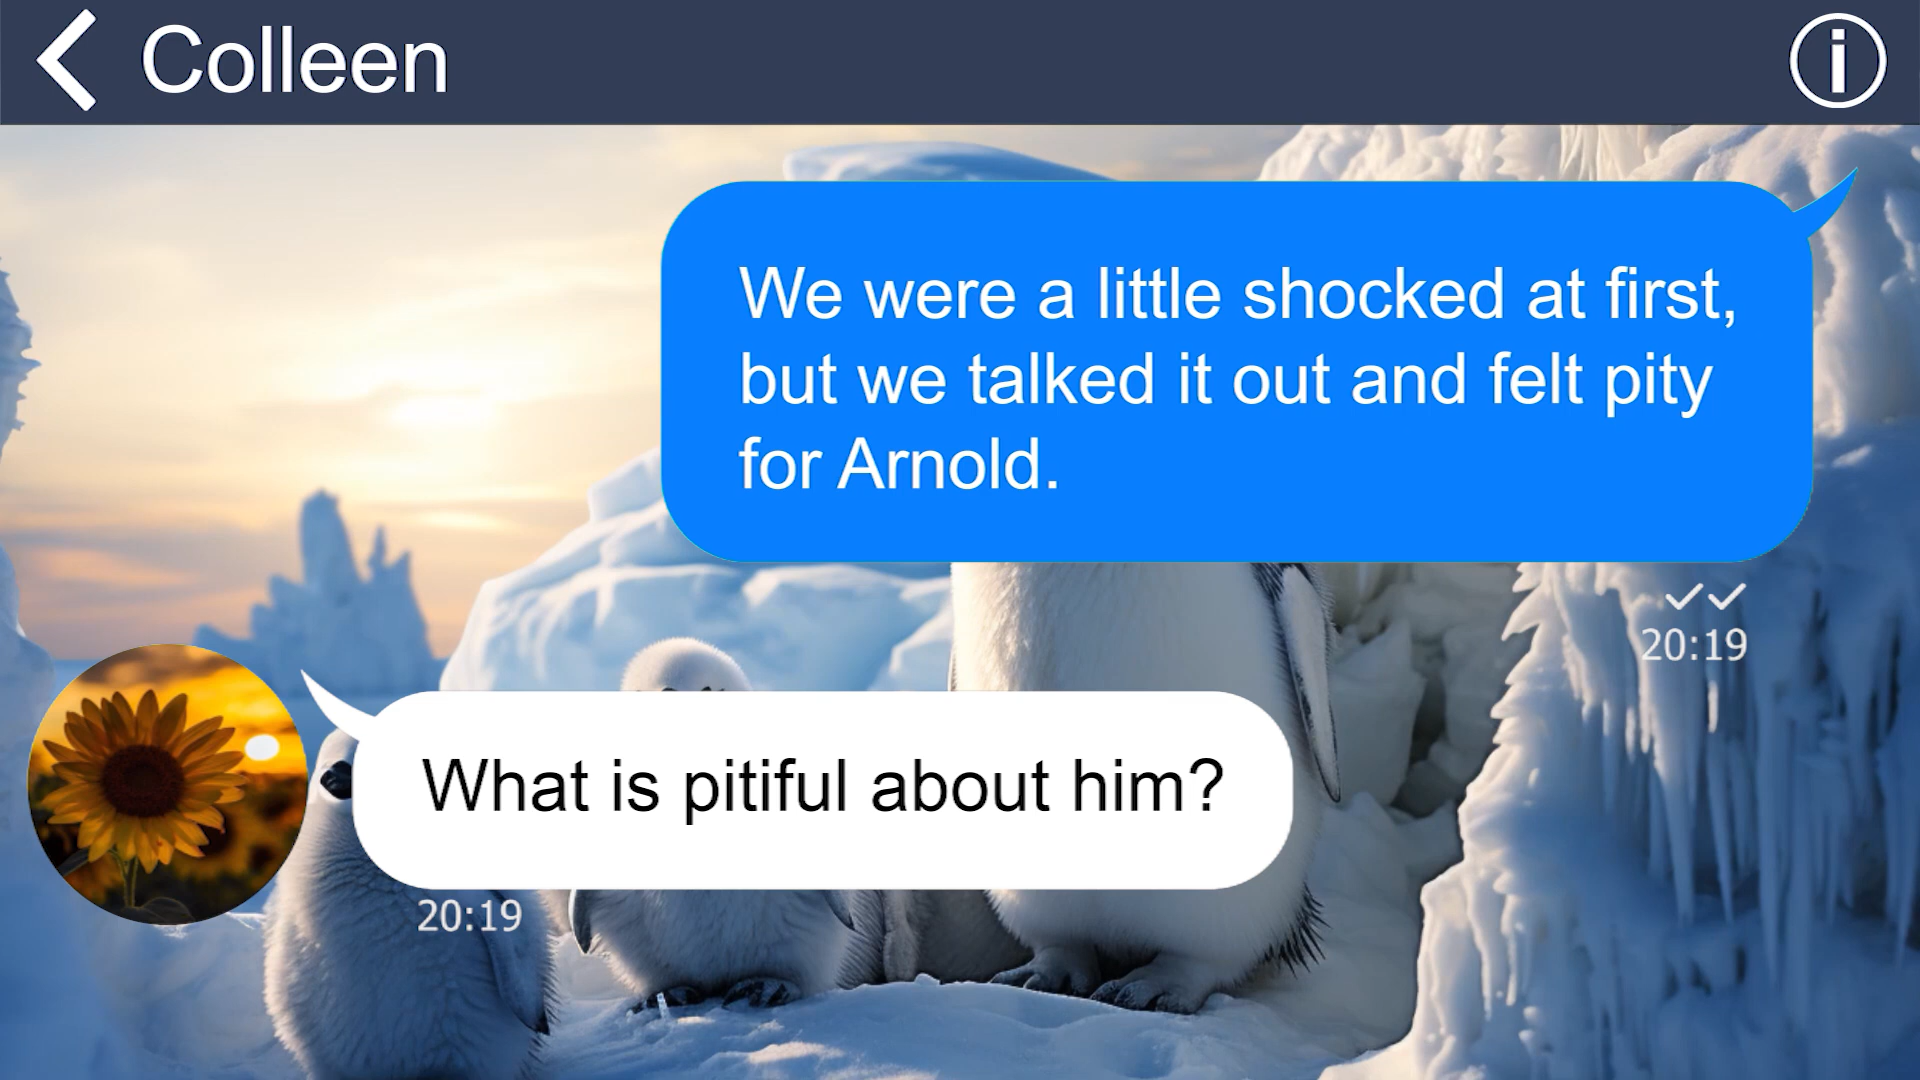 Colleen
We were a little shocked at first,
but we talked it out and felt pity
for Arnold.
20:19
What is pitiful about him?
20:19